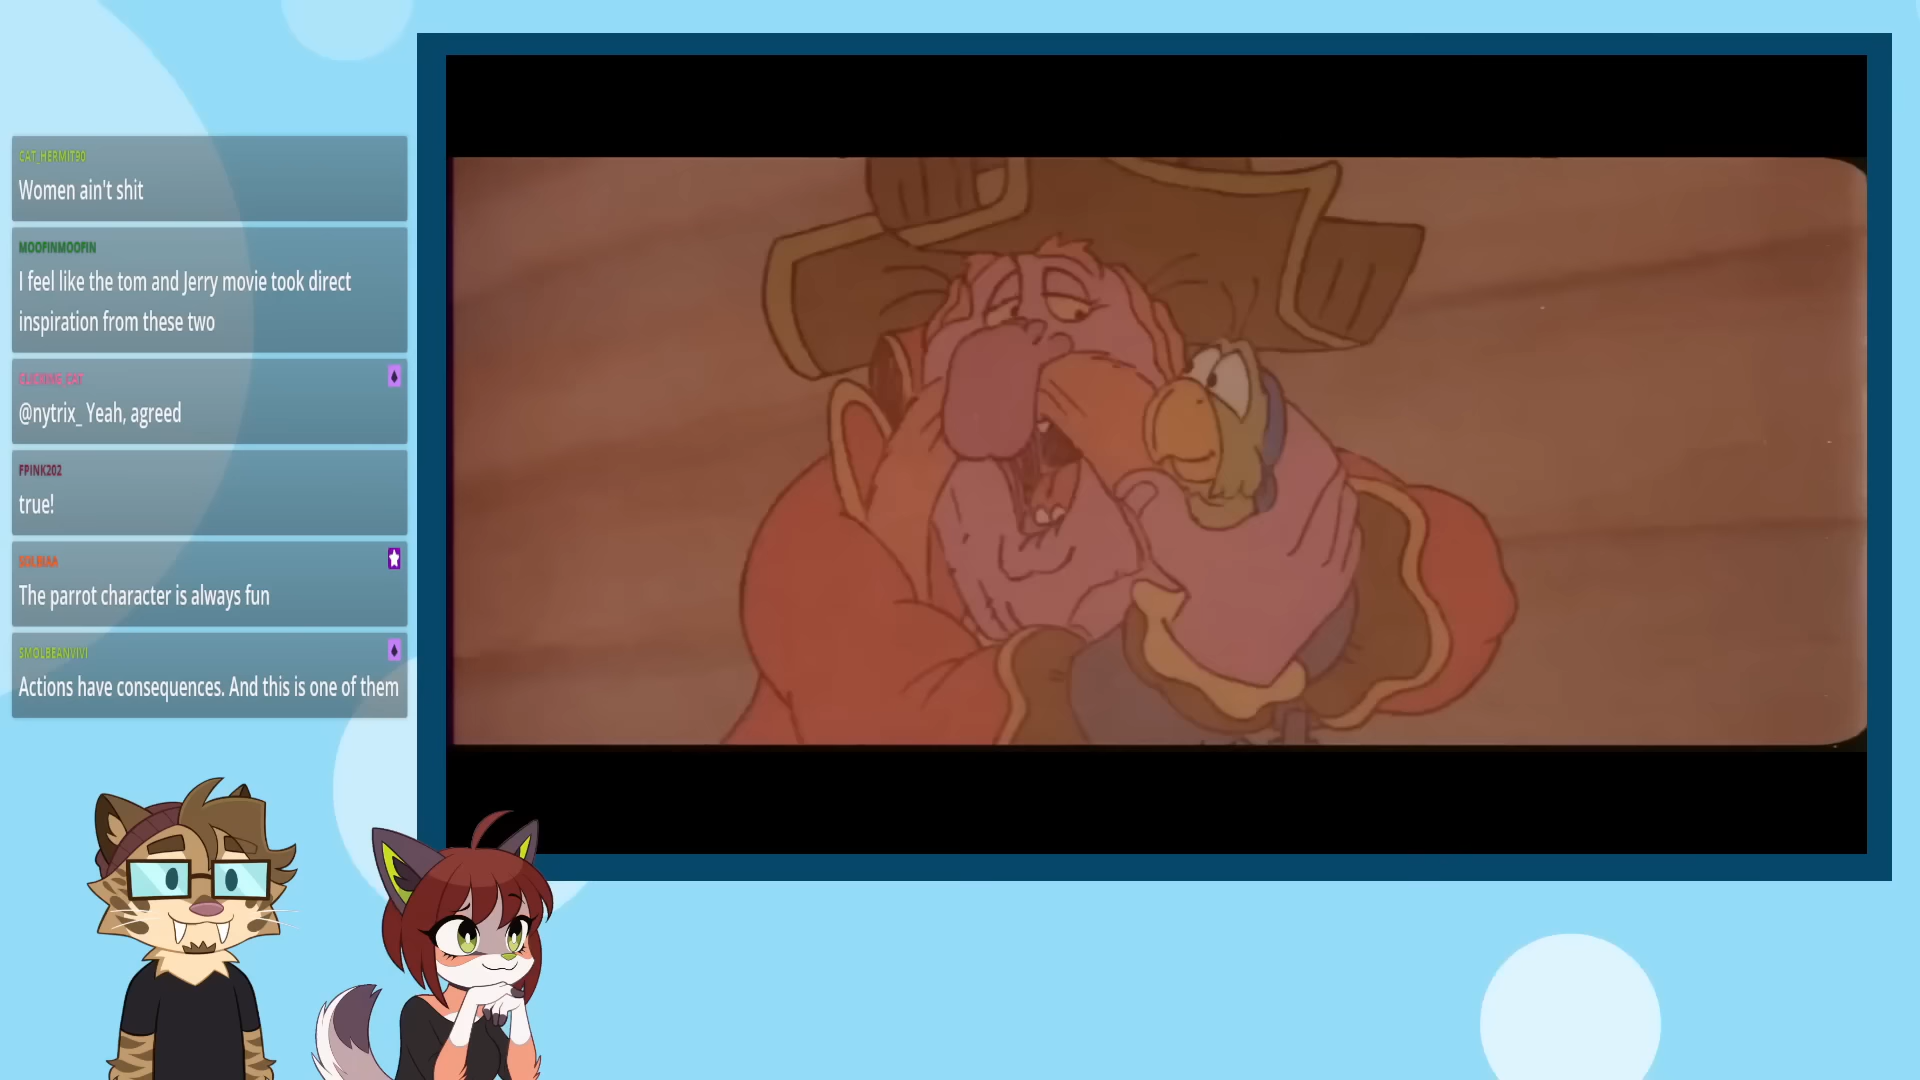 CAT_HERMIT90
Women ain't shit
MOOFINMOOFIN
I feel like the tom and Jerry movie took direct
inspiration from these two
@nytrix_ Yeah, agreed
FPINK202
true!
The parrot character is always fun
SMOLBEANVIVI
Actions have consequences. And this is one of them